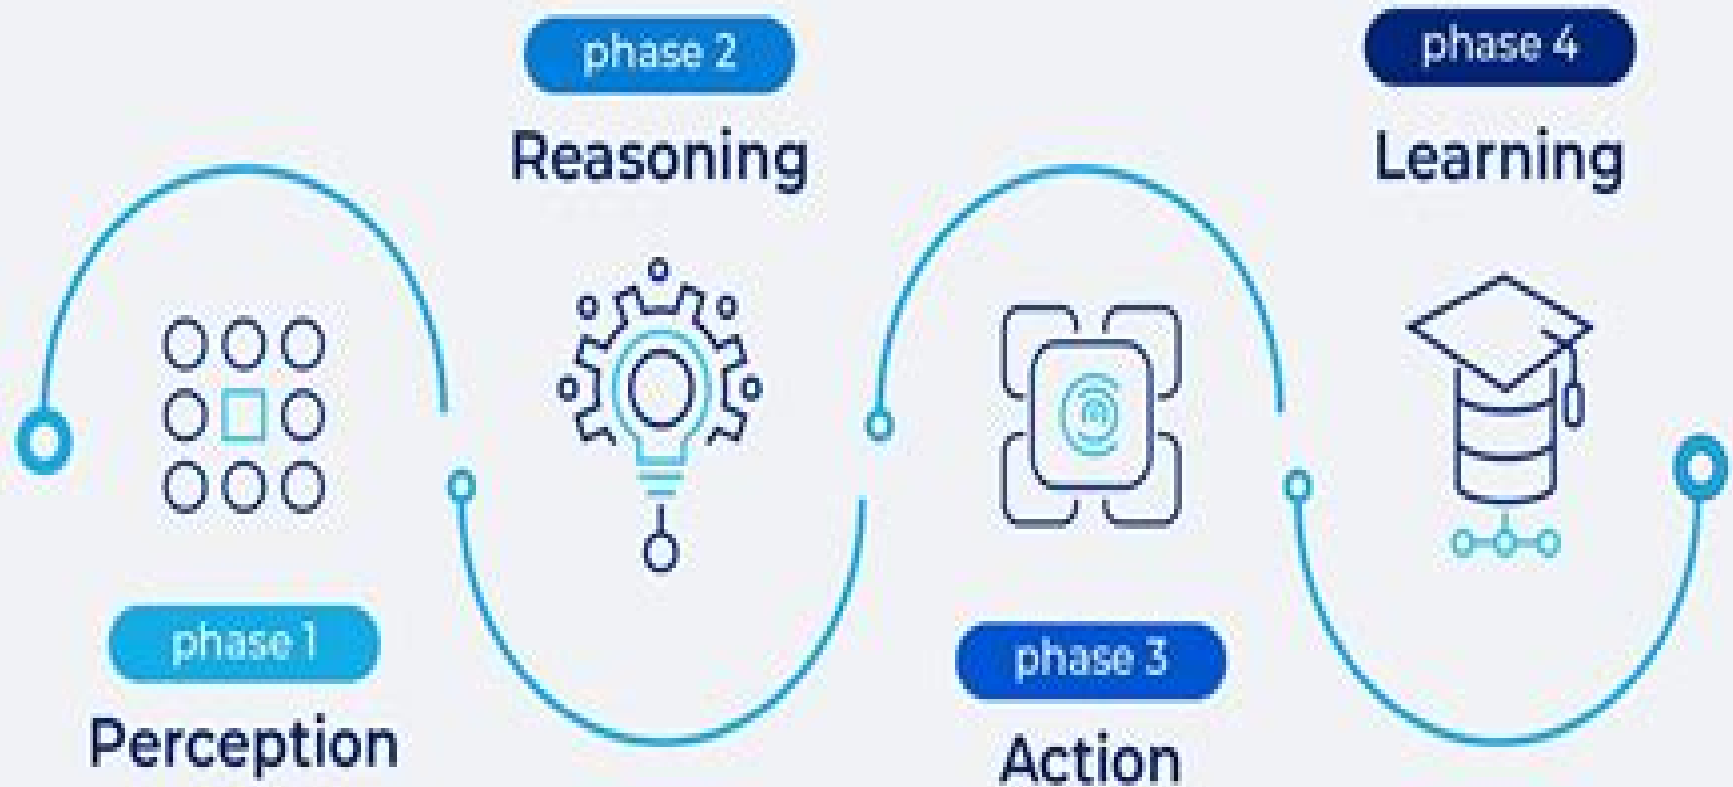 phase 1
Perception
phase 2
Reasoning
phase 3
Action
phase 4
Learning